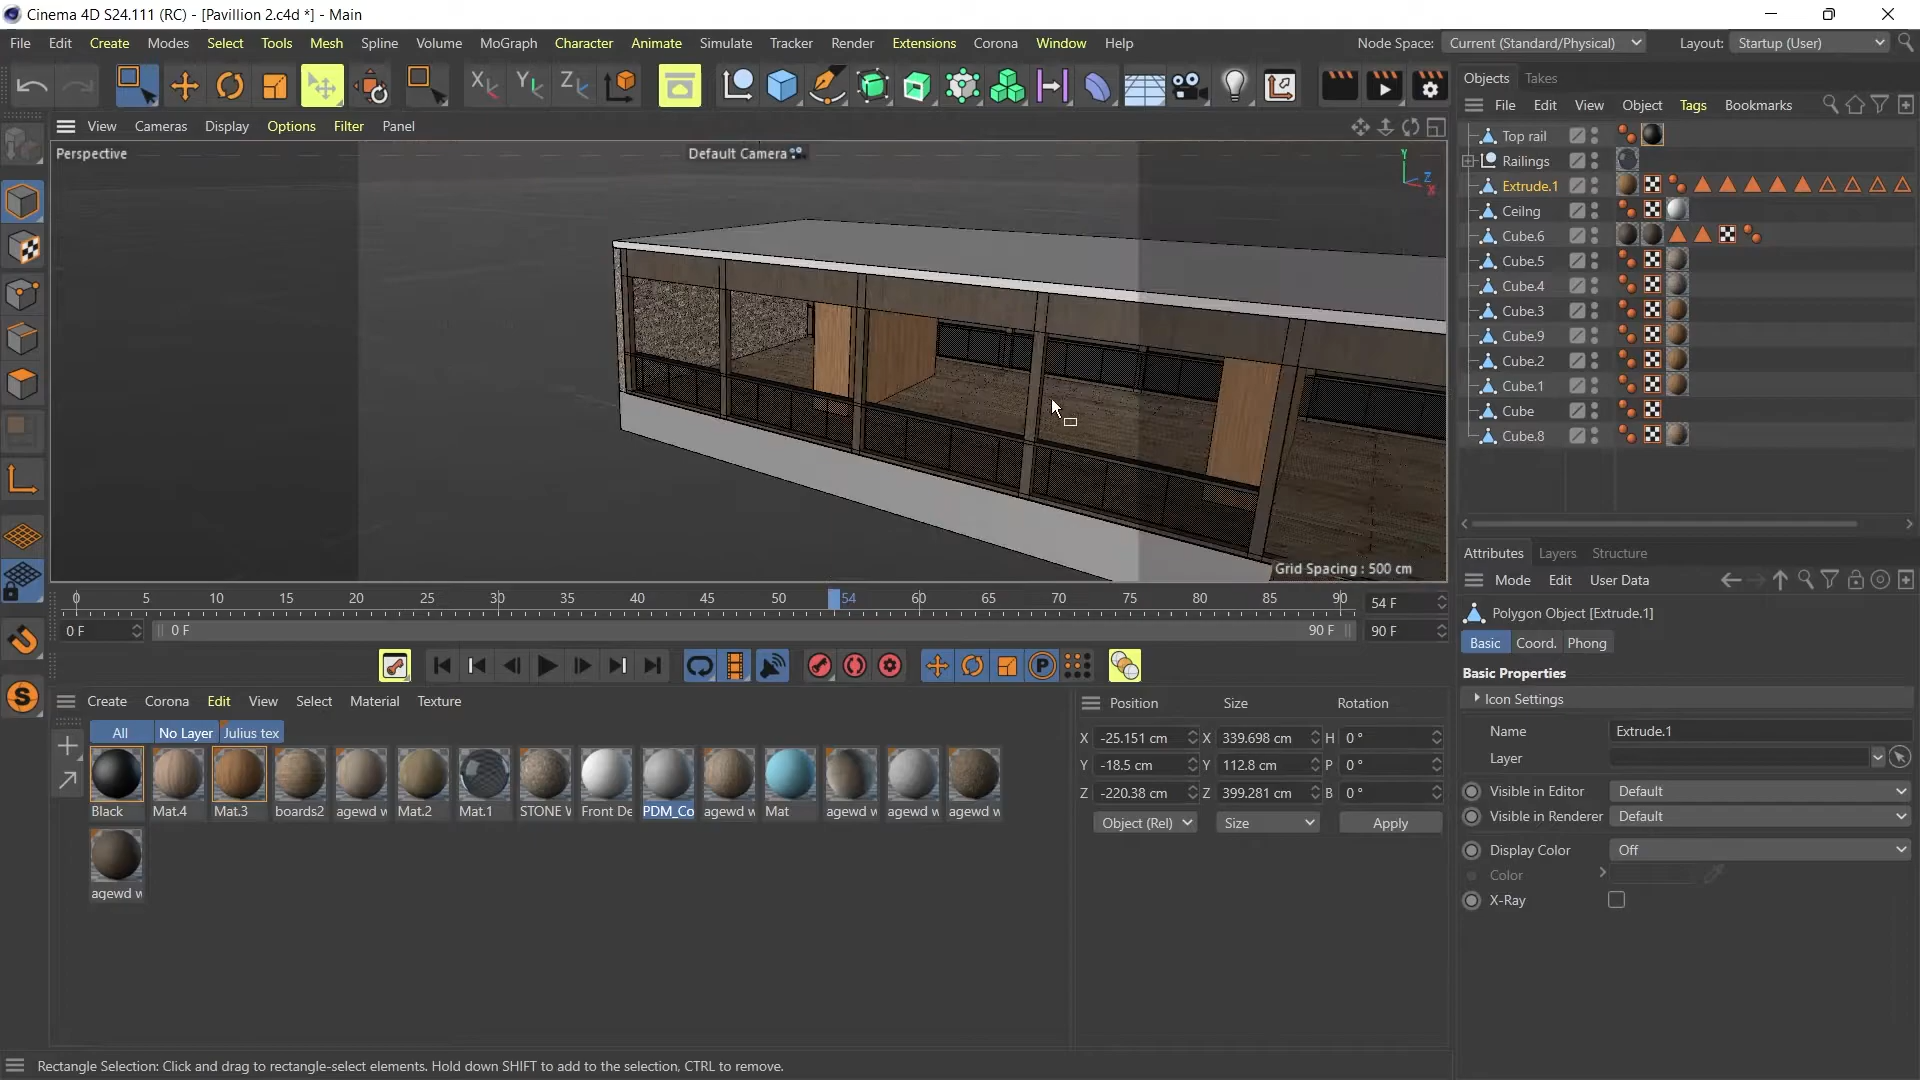 Cinema 4D S24.111 (RC) - [Pavillion 2.c4d *] - Main
File Edit Create Modes Select Tools Mesh Spline Volume MoGraph Character Animate Simulate Tracker Render Extensions Corona Window Help
Node Space: Current (Standard/Physical) Layout: Startup (User)
Objects Takes
File Edit View Object Tags Bookmarks
View Cameras Display Options Filter Panel
Perspective Default Camera
Y
Z
X
Top rail
Railings
Extrude.1
Ceilng
Cube.6
Cube.5
Cube.4
Cube.3
Cube.9
Cube.2
Cube.1
Cube
Cube.8
Grid Spacing : 500 cm
0 5 10 15 20 25 30 35 40 45 50 54 60 65 70 75 80 85 90 54 F
0 F 0 F 90 F 90 F
Attributes Layers Structure
Mode Edit User Data
Polygon Object [Extrude.1]
Basic Coord. Phong
Basic Properties
Icon Settings
Name Extrude.1
Layer
Visible in Editor Default
Visible in Renderer Default
Display Color Off
Color
X-Ray
Create Corona Edit View Select Material Texture
All No Layer Julius tex
Black Mat.4 Mat.3 boards2 agewd w Mat.2 Mat.1 STONE W Front De PDM_Co agewd w Mat agewd w agewd w agewd w
agewd w
Position Size Rotation
X -25.151 cm X 339.698 cm H 0 °
Y -18.5 cm Y 112.8 cm P 0 °
Z -220.38 cm Z 399.281 cm B 0 °
Object (Rel) Size Apply
Rectangle Selection: Click and drag to rectangle-select elements. Hold down SHIFT to add to the selection, CTRL to remove.